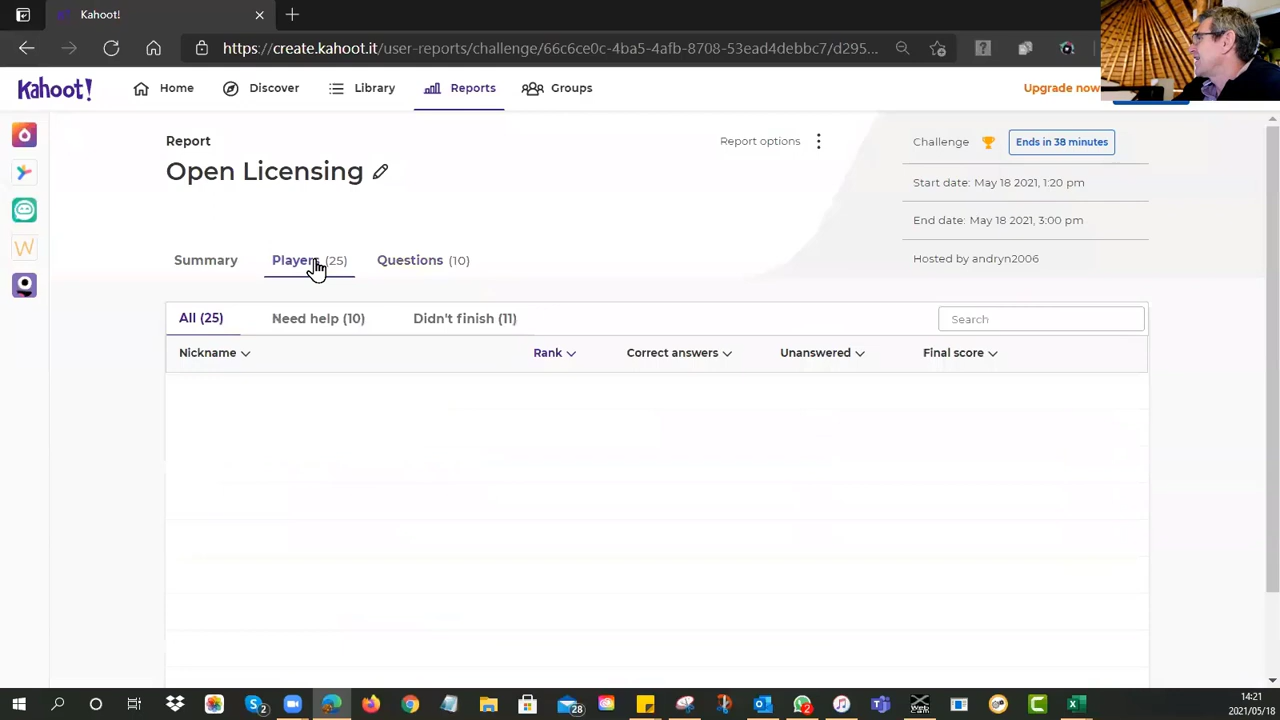 Kahoot!
https://create.kahoot.it/user-reports/challenge/66c6ce0c-4ba5-4afb-8708-53ead4debbc7/d295...
Kahoot!
Home
Discover
Library
Reports
Groups
Upgrade now
Report
Open Licensing
Report options
Challenge
Ends in 38 minutes
Start date: May 18 2021, 1:20 pm
End date: May 18 2021, 3:00 pm
Hosted by andryn2006
Summary
Players (25)
Questions (10)
All (25)
Need help (10)
Didn't finish (11)
Search
Nickname
Rank
Correct answers
Unanswered
Final score
2
28
2
14:21
2021/05/18